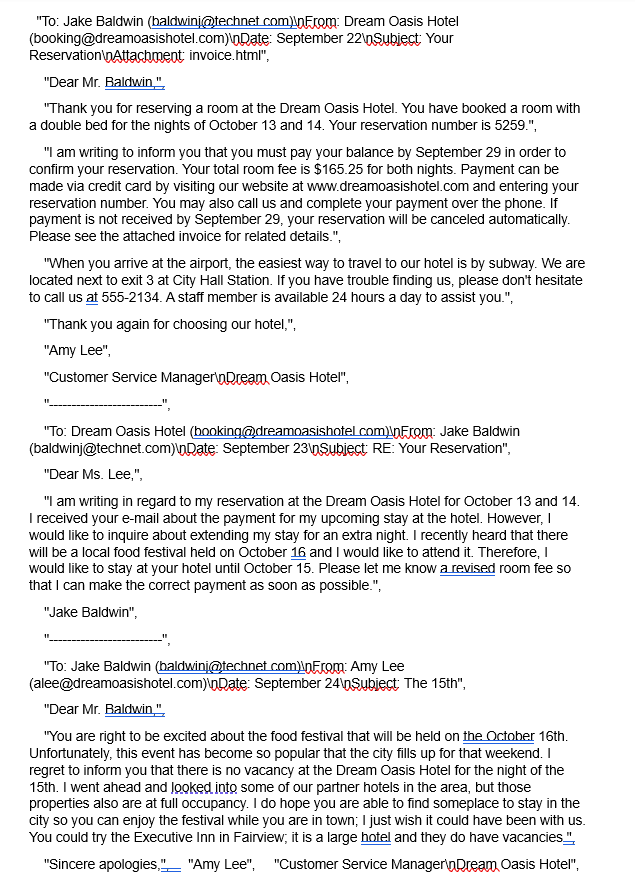 "To: Jake Baldwin (baldwinj@technet.com)\nFrom: Dream Oasis Hotel
(booking@dreamoasishotel.com)\nDate: September 22\nSubject: Your
Reservation\nAttachment: invoice.html",
"Dear Mr. Baldwin,",
"Thank you for reserving a room at the Dream Oasis Hotel. You have booked a room with
a double bed for the nights of October 13 and 14. Your reservation number is 5259.",
"I am writing to inform you that you must pay your balance by September 29 in order to
confirm your reservation. Your total room fee is $165.25 for both nights. Payment can be
made via credit card by visiting our website at www.dreamoasishotel.com and entering your
reservation number. You may also call us and complete your payment over the phone. If
payment is not received by September 29, your reservation will be canceled automatically.
Please see the attached invoice for related details.",
"When you arrive at the airport, the easiest way to travel to our hotel is by subway. We are
located next to exit 3 at City Hall Station. If you have trouble finding us, please don't hesitate
to call us at 555-2134. A staff member is available 24 hours a day to assist you.",
"Thank you again for choosing our hotel,",
"Amy Lee",
"Customer Service Manager\nDream Oasis Hotel",
"--------------------------",
"To: Dream Oasis Hotel (booking@dreamoasishotel.com)\nFrom: Jake Baldwin
(baldwinj@technet.com)\nDate: September 23\nSubject: RE: Your Reservation",
"Dear Ms. Lee,",
"I am writing in regard to my reservation at the Dream Oasis Hotel for October 13 and 14.
I received your e-mail about the payment for my upcoming stay at the hotel. However, I
would like to inquire about extending my stay for an extra night. I recently heard that there
will be a local food festival held on October 16 and I would like to attend it. Therefore, I
would like to stay at your hotel until October 15. Please let me know a revised room fee so
that I can make the correct payment as soon as possible.",
"Jake Baldwin",
"--------------------------",
"To: Jake Baldwin (baldwinj@technet.com)\nFrom: Amy Lee
(alee@dreamoasishotel.com)\nDate: September 24\nSubject: The 15th",
"Dear Mr. Baldwin,",
"You are right to be excited about the food festival that will be held on the October 16th.
Unfortunately, this event has become so popular that the city fills up for that weekend. I
regret to inform you that there is no vacancy at the Dream Oasis Hotel for the night of the
15th. I went ahead and looked into some of our partner hotels in the area, but those
properties also are at full occupancy. I do hope you are able to find someplace to stay in the
city so you can enjoy the festival while you are in town; I just wish it could have been with us.
You could try the Executive Inn in Fairview; it is a large hotel and they do have vacancies.",
"Sincere apologies,", "Amy Lee", "Customer Service Manager\nDream Oasis Hotel",